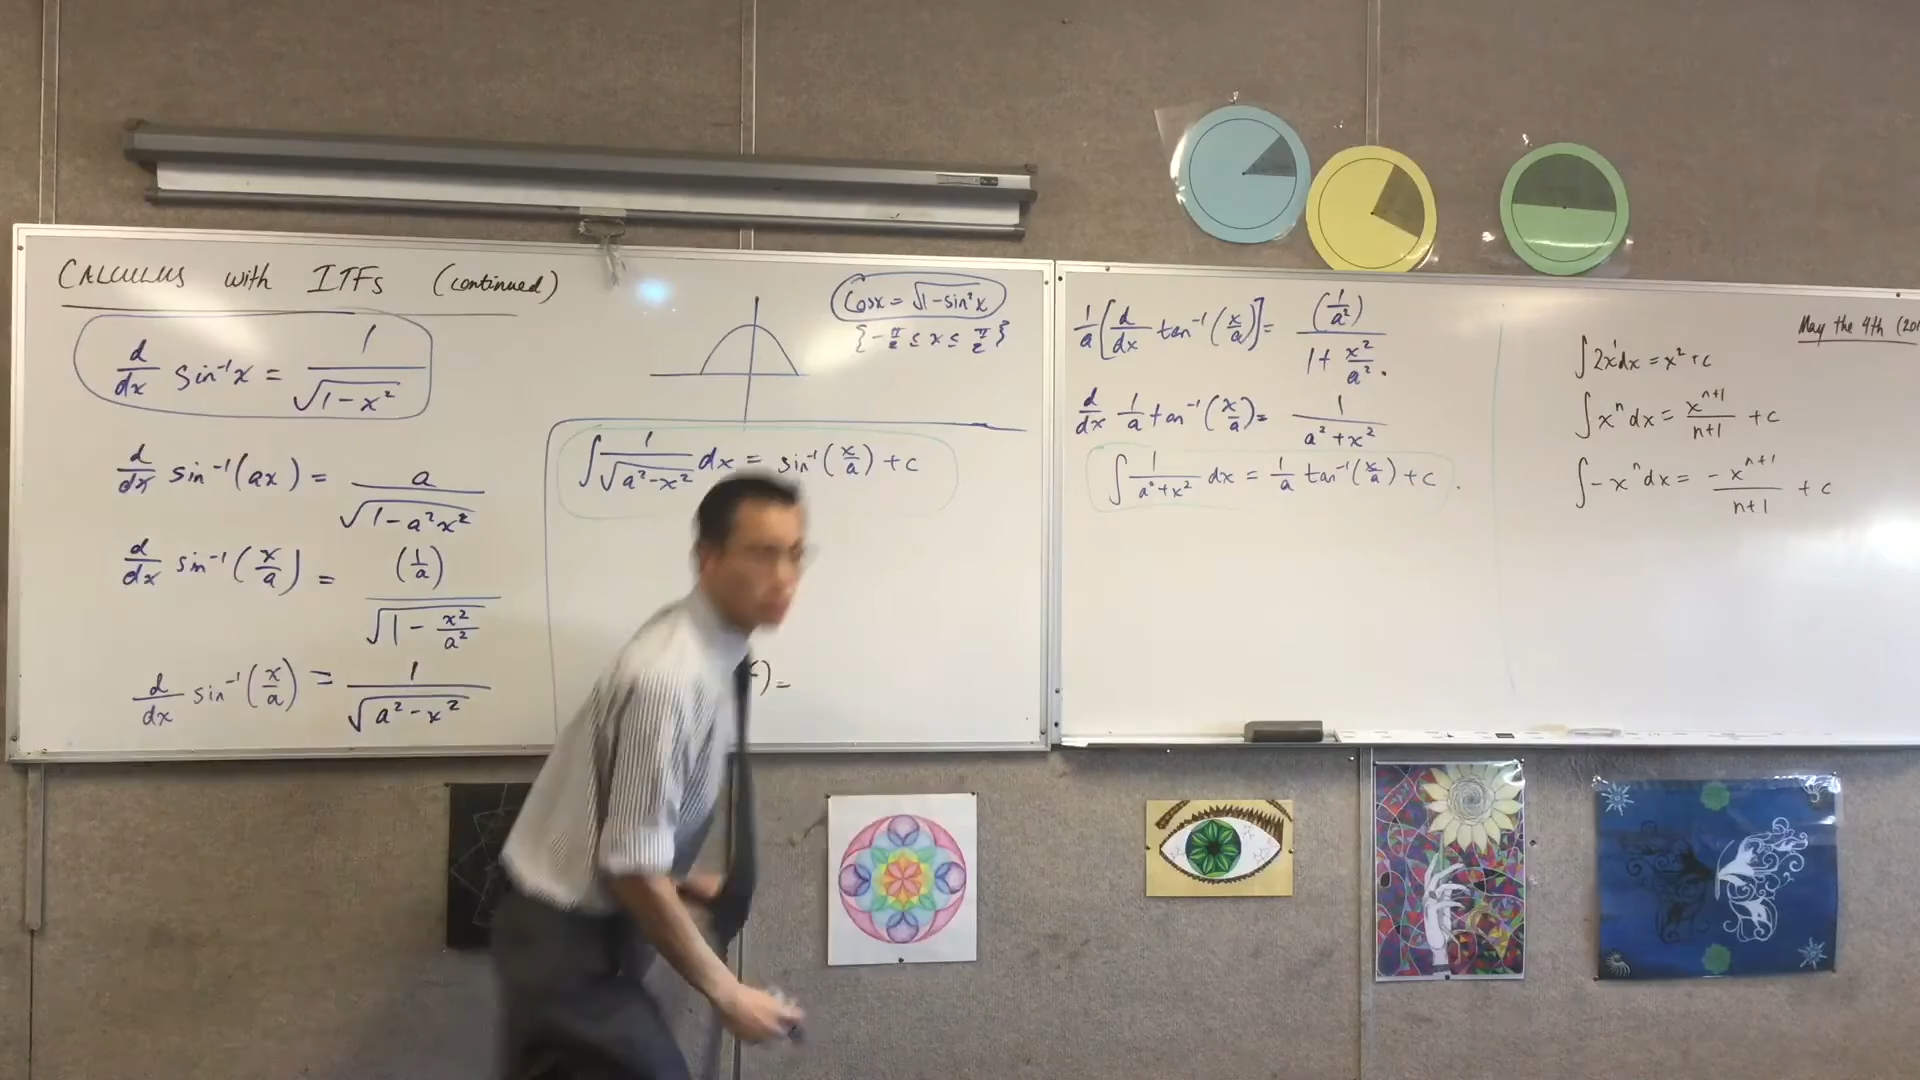 CALCULUS with ITFs (continued)
d/dx sin⁻¹x = 1/√(1-x²)
d/dx sin⁻¹(ax) = a/√(1-a²x²)
d/dx sin⁻¹(x/a) = (1/a)/√(1-x²/a²)
d/dx sin⁻¹(x/a) = 1/√(a²-x²)
Cosx = √(1-sin²x)
{-π/2 ≤ x ≤ π/2}
∫ 1/√(a²-x²) dx = sin⁻¹(x/a) + c
) =
1/a [d/dx tan⁻¹(x/a)] = (1/a²)/(1+x²/a²)
d/dx 1/a tan⁻¹(x/a) = 1/(a²+x²)
∫ 1/(a²+x²) dx = 1/a tan⁻¹(x/a) + c
May the 4th (201
∫2x¹dx = x² + c
∫xⁿ dx = xⁿ⁺¹/(n+1) + c
∫-xⁿ dx = -xⁿ⁺¹/(n+1) + c